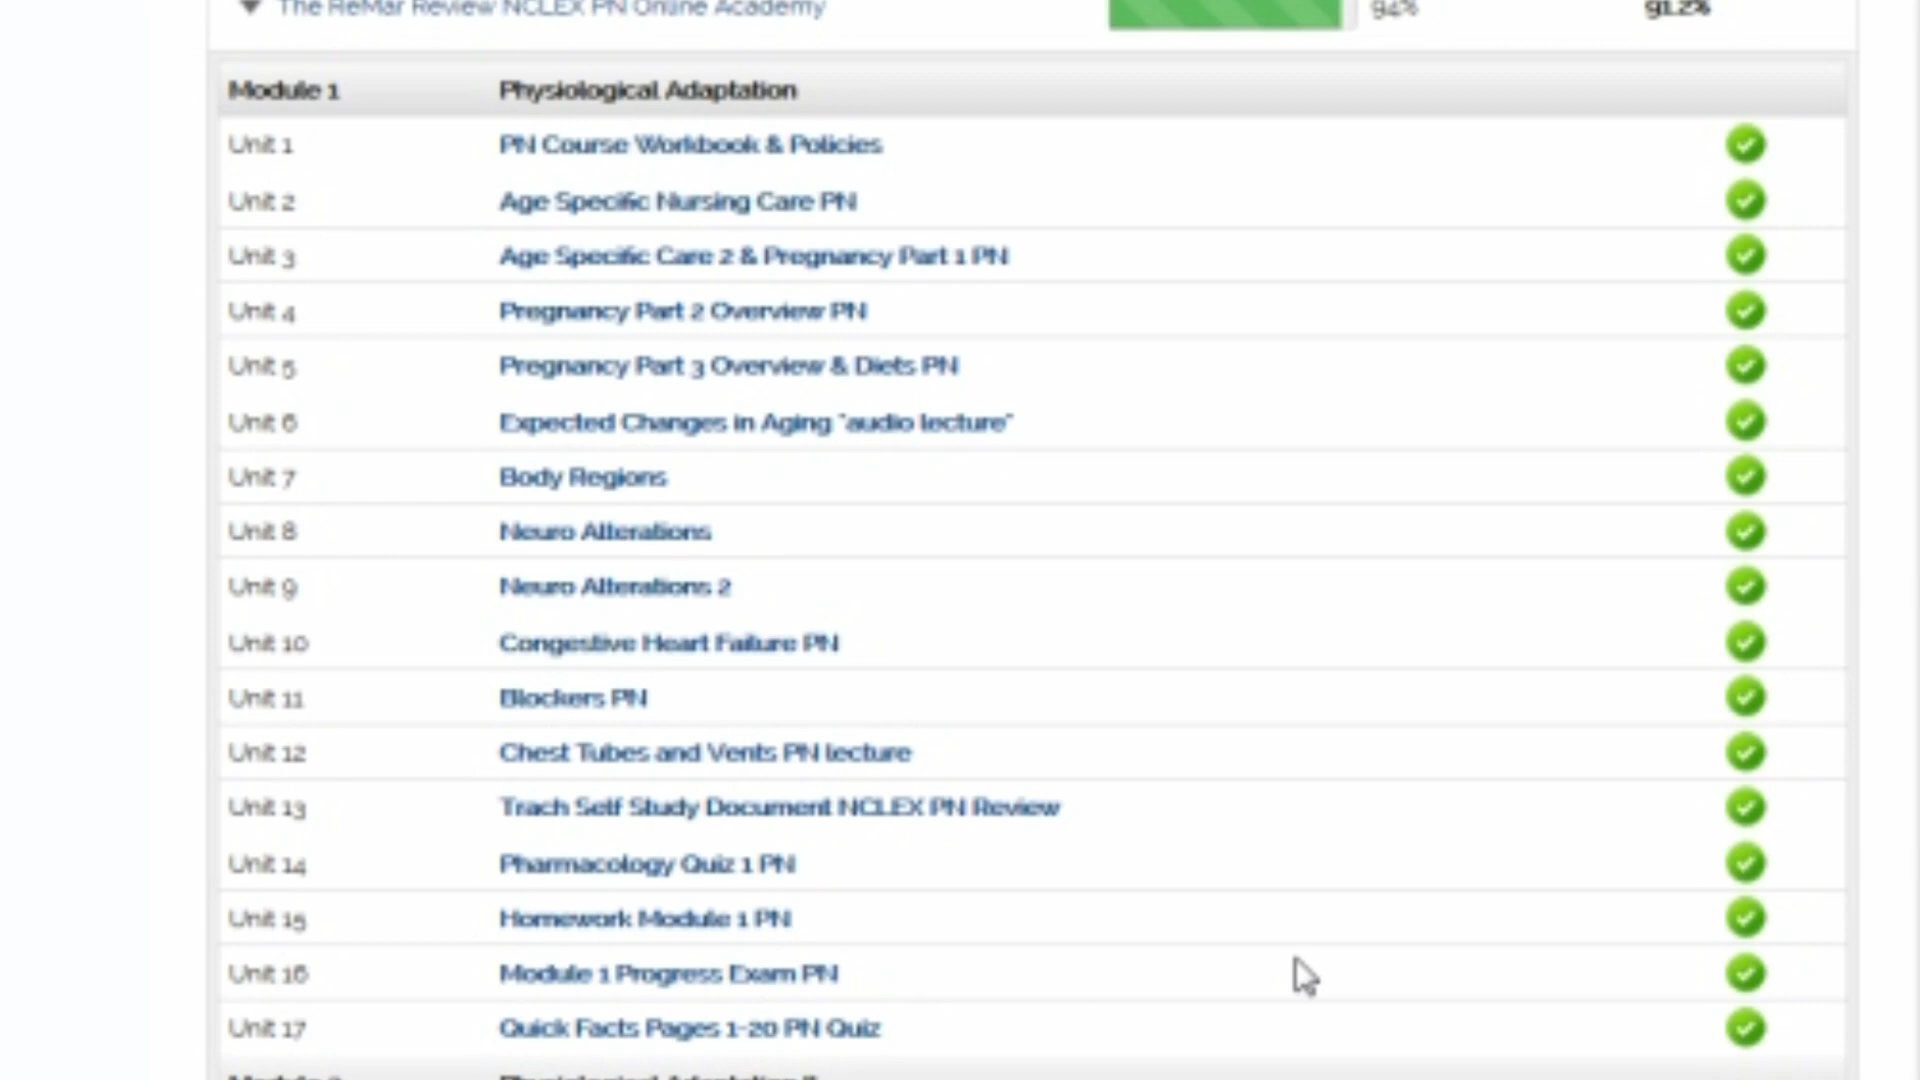 The ReMar Review NCLEX PN Online Academy 94% 91.2%
Module 1 Physiological Adaptation
Unit 1 PN Course Workbook & Policies
Unit 2 Age Specific Nursing Care PN
Unit 3 Age Specific Care 2 & Pregnancy Part 1 PN
Unit 4 Pregnancy Part 2 Overview PN
Unit 5 Pregnancy Part 3 Overview & Diets PN
Unit 6 Expected Changes in Aging "audio lecture"
Unit 7 Body Regions
Unit 8 Neuro Alterations
Unit 9 Neuro Alterations 2
Unit 10 Congestive Heart Failure PN
Unit 11 Blockers PN
Unit 12 Chest Tubes and Vents PN lecture
Unit 13 Trach Self Study Document NCLEX PN Review
Unit 14 Pharmacology Quiz 1 PN
Unit 15 Homework Module 1 PN
Unit 16 Module 1 Progress Exam PN
Unit 17 Quick Facts Pages 1-20 PN Quiz
Module 2 Physiological Adaptation II